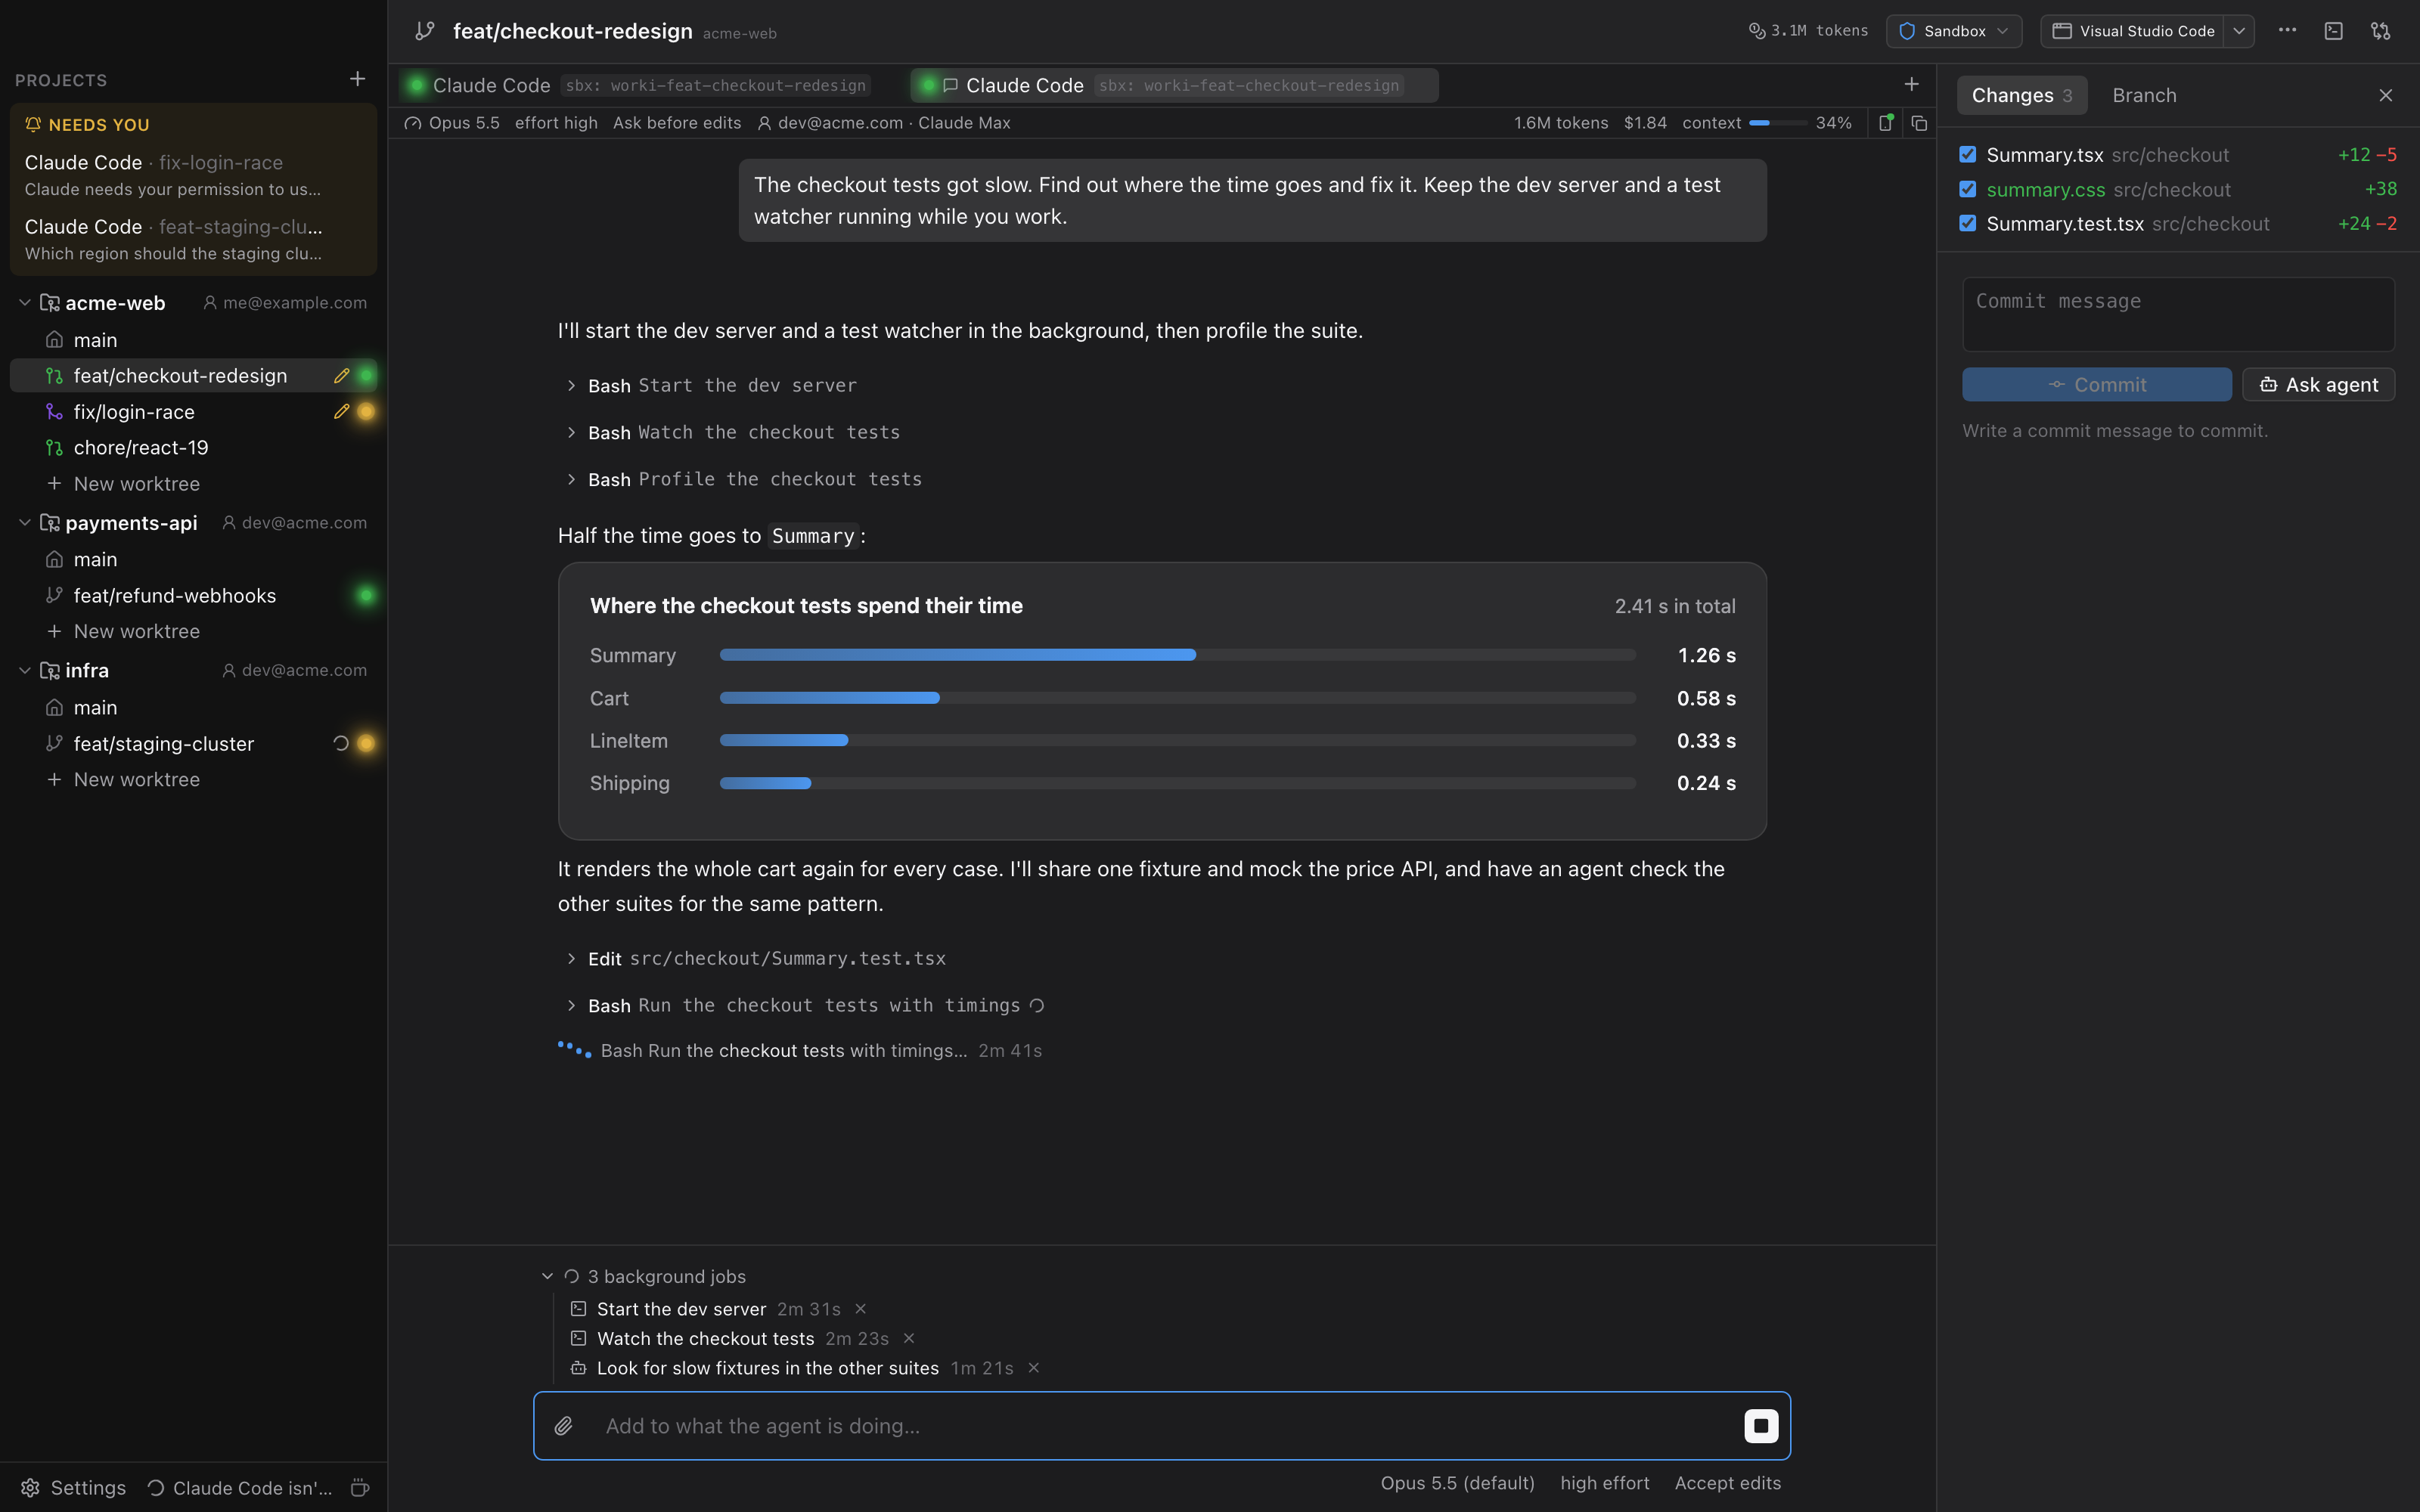 feat/checkout-redesign acme-web
3.1M tokens
Sandbox
Visual Studio Code
PROJECTS
NEEDS YOU
Claude Code · fix-login-race
Claude needs your permission to us...
Claude Code · feat-staging-clu...
Which region should the staging clu...
acme-web me@example.com
main
feat/checkout-redesign
fix/login-race
chore/react-19
New worktree
payments-api dev@acme.com
main
feat/refund-webhooks
New worktree
infra dev@acme.com
main
feat/staging-cluster
New worktree
Settings Claude Code isn'...
Claude Code sbx: worki-feat-checkout-redesign
Claude Code sbx: worki-feat-checkout-redesign
Opus 5.5 effort high Ask before edits dev@acme.com · Claude Max
1.6M tokens $1.84 context 34%
The checkout tests got slow. Find out where the time goes and fix it. Keep the dev server and a test
watcher running while you work.
I'll start the dev server and a test watcher in the background, then profile the suite.
Bash Start the dev server
Bash Watch the checkout tests
Bash Profile the checkout tests
Half the time goes to Summary:
Where the checkout tests spend their time 2.41 s in total
Summary 1.26 s
Cart 0.58 s
LineItem 0.33 s
Shipping 0.24 s
It renders the whole cart again for every case. I'll share one fixture and mock the price API, and have an agent check the
other suites for the same pattern.
Edit src/checkout/Summary.test.tsx
Bash Run the checkout tests with timings
Bash Run the checkout tests with timings... 2m 41s
3 background jobs
Start the dev server 2m 31s
Watch the checkout tests 2m 23s
Look for slow fixtures in the other suites 1m 21s
Add to what the agent is doing...
Opus 5.5 (default) high effort Accept edits
Changes 3 Branch
Summary.tsx src/checkout +12 −5
summary.css src/checkout +38
Summary.test.tsx src/checkout +24 −2
Commit message
Commit
Ask agent
Write a commit message to commit.